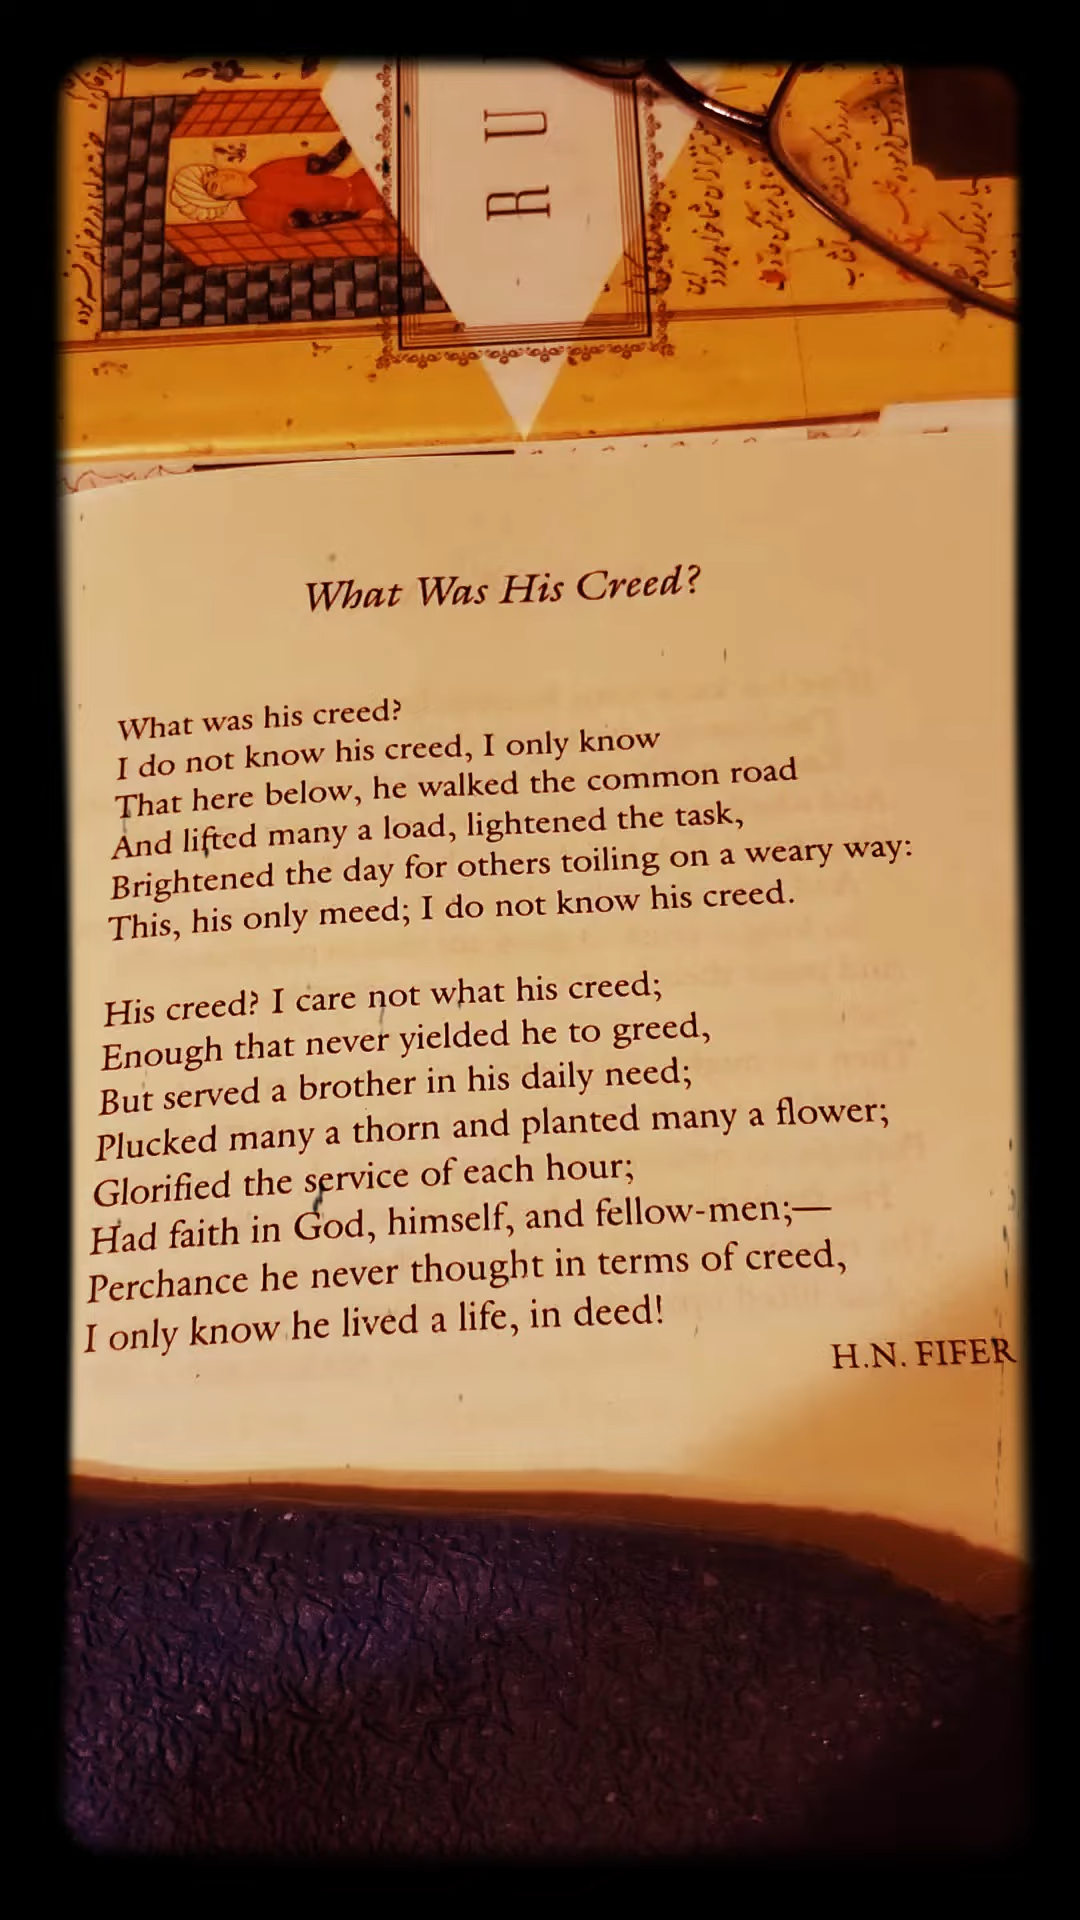 R U
What Was His Creed?
What was his creed?
I do not know his creed, I only know
That here below, he walked the common road
And lifted many a load, lightened the task,
Brightened the day for others toiling on a weary way:
This, his only meed; I do not know his creed.
His creed? I care not what his creed;
Enough that never yielded he to greed,
But served a brother in his daily need;
Plucked many a thorn and planted many a flower;
Glorified the service of each hour;
Had faith in God, himself, and fellow-men;—
Perchance he never thought in terms of creed,
I only know he lived a life, in deed!
H.N. FIFER